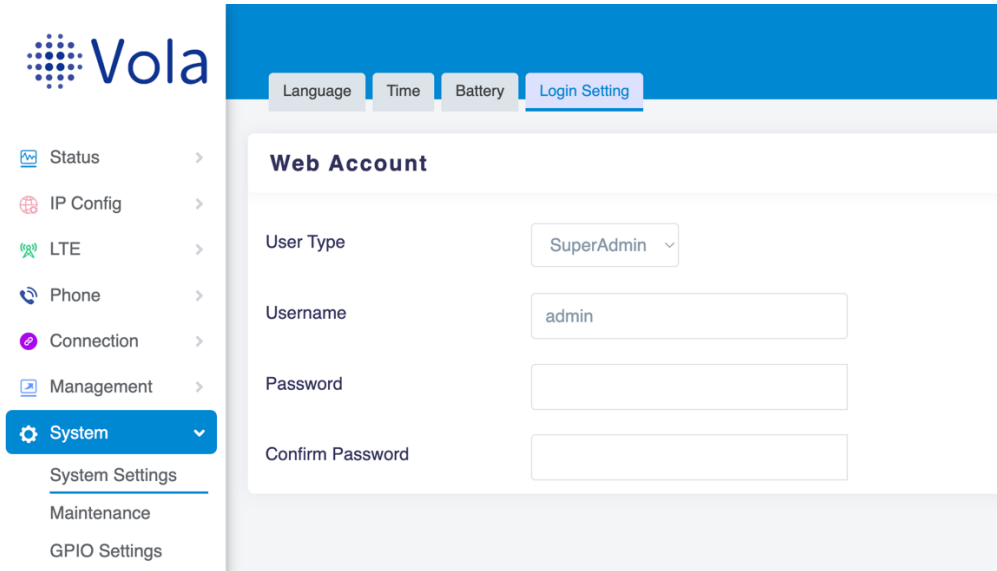 Vola
Language Time Battery Login Setting
Status
IP Config
LTE
Phone
Connection
Management
System
System Settings
Maintenance
GPIO Settings
Web Account
User Type SuperAdmin
Username admin
Password
Confirm Password